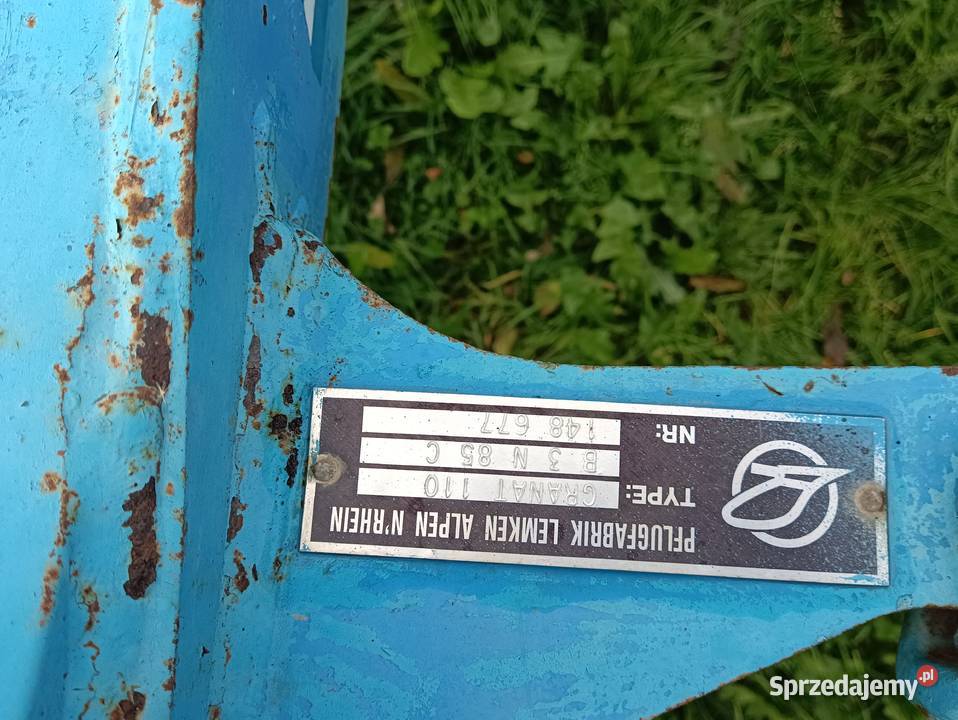 PFLUGFABRIK LEMKEN ALPEN N'RHEIN
TYPE: GRANAT 110
B 3 N 85 C
NR: 148 677
Sprzedajemy.pl